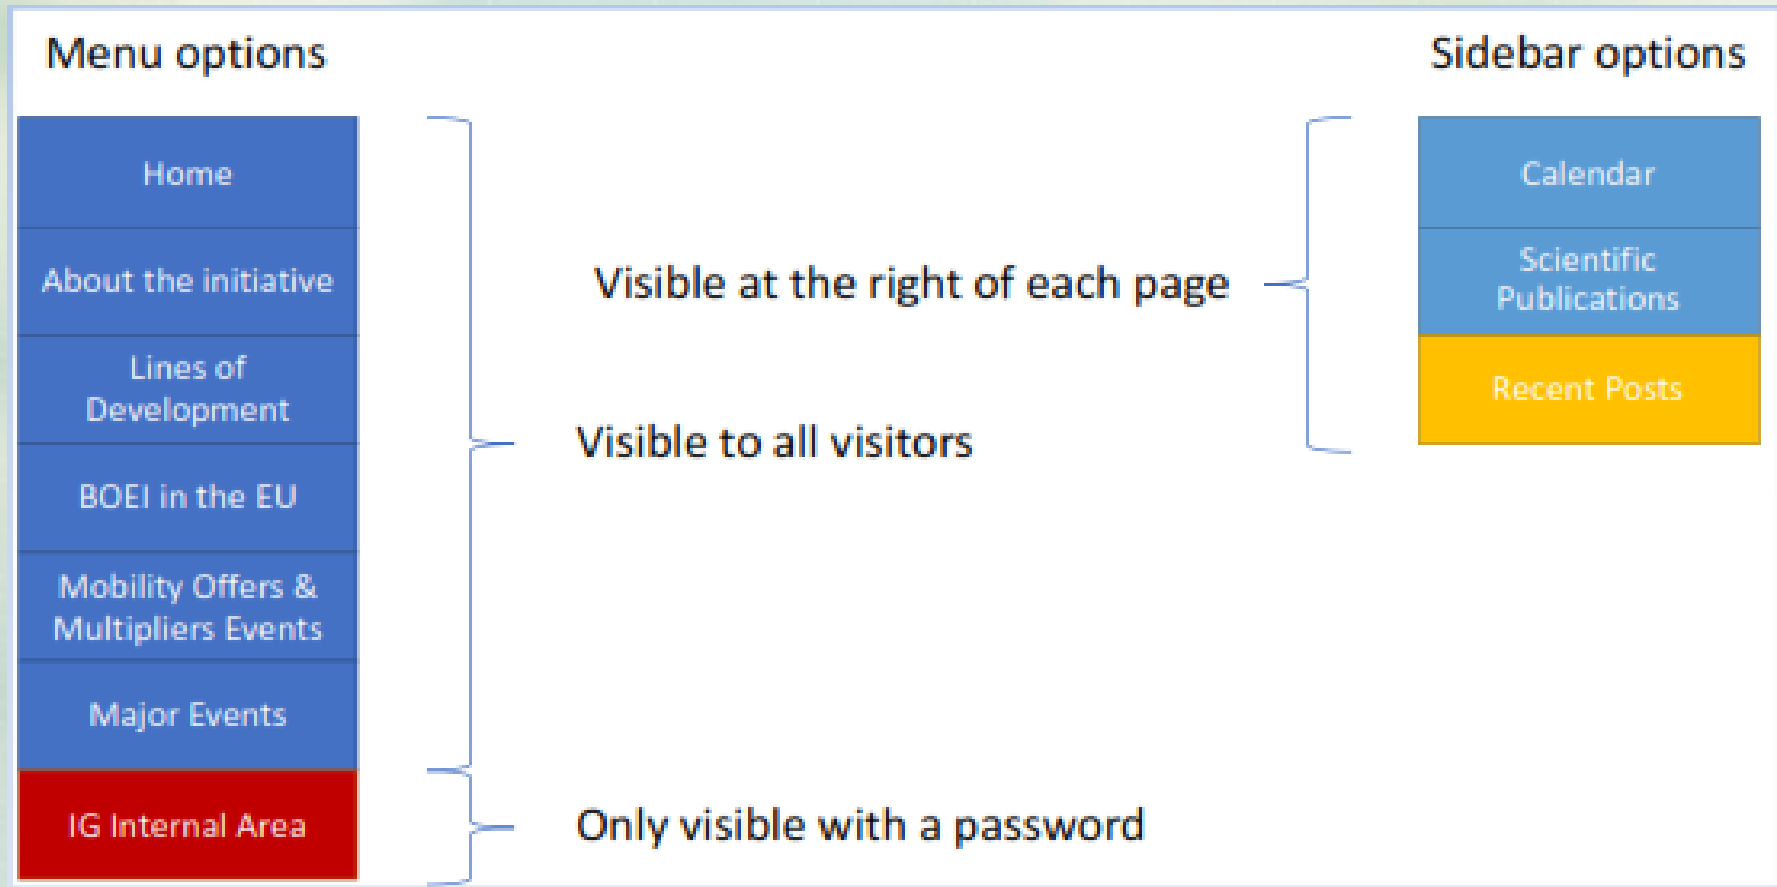 Menu options
Home
About the initiative
Lines of
Development
BOEI in the EU
Mobility Offers &
Multipliers Events
Major Events
IG Internal Area
Visible at the right of each page
Visible to all visitors
Only visible with a password
Sidebar options
Calendar
Scientific
Publications
Recent Posts